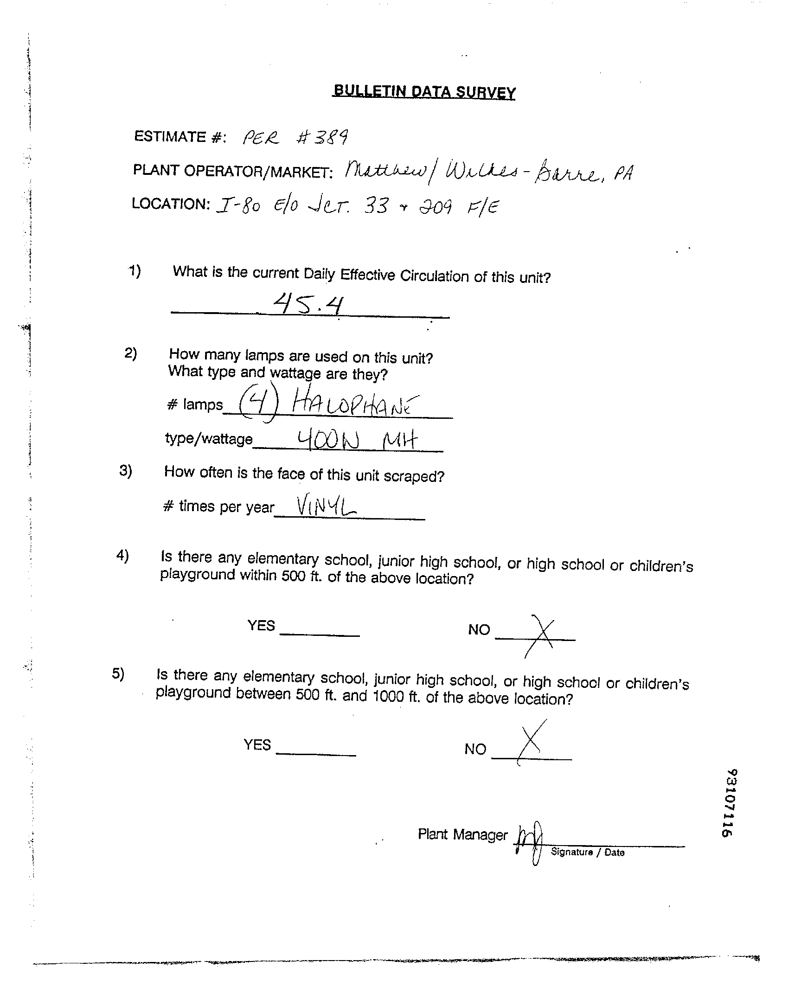 BULLETIN DATA SURVEY
ESTIMATE #: PER #389
PLANT OPERATOR/MARKET: Matthew/ Wilkes-Barre, PA
LOCATION: I-80 E/O JCT. 33 + 209 F/E
1) What is the current Daily Effective Circulation of this unit?
45.4
2) How many lamps are used on this unit?
What type and wattage are they?
# lamps (4) HALOPHANE
type/wattage 400W MH
3) How often is the face of this unit scraped?
# times per year VINYL
4) Is there any elementary school, junior high school, or high school or children's
playground within 500 ft. of the above location?
YES NO X
5) Is there any elementary school, junior high school, or high school or children's
playground between 500 ft. and 1000 ft. of the above location?
YES NO X
Plant Manager
Signature / Date
93107116